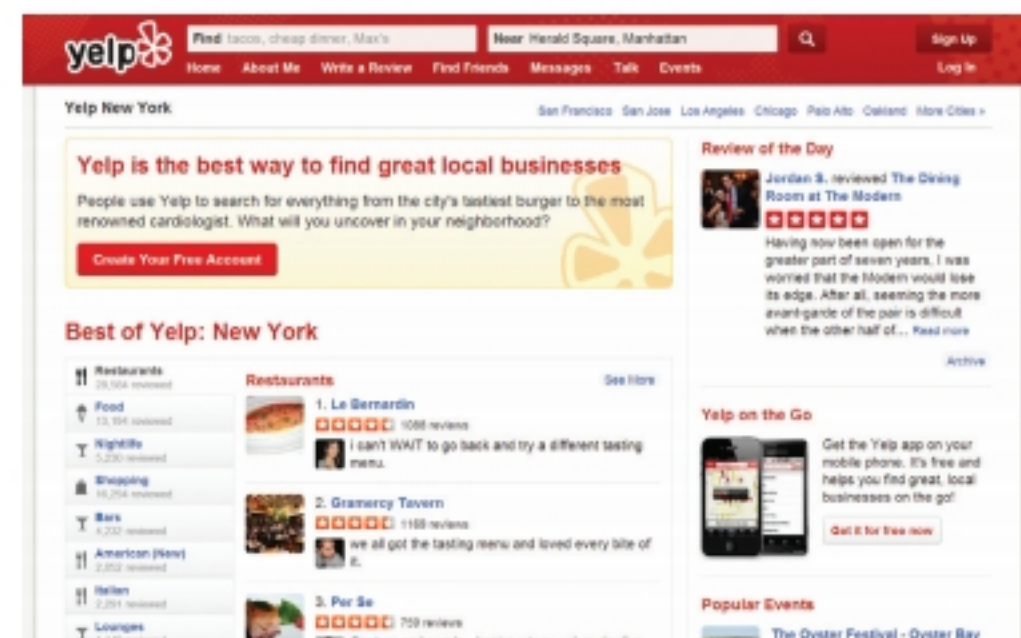 yelp
Find tacos, cheap dinner, Max's
Near Herald Square, Manhattan
Sign Up
Home About Me Write a Review Find Friends Messages Talk Events
Log In
Yelp New York
San Francisco San Jose Los Angeles Chicago Palo Alto Oakland More Cities »
Yelp is the best way to find great local businesses
People use Yelp to search for everything from the city's tastiest burger to the most
renowned cardiologist. What will you uncover in your neighborhood?
Create Your Free Account
Best of Yelp: New York
Restaurants
reviewed
Food
reviewed
Nightlife
reviewed
Shopping
reviewed
Bars
reviewed
American (New)
reviewed
Italian
reviewed
Lounges
Restaurants
See More
1. Le Bernardin
reviews
i can't WAIT to go back and try a different tasting
menu.
2. Gramercy Tavern
reviews
we all got the tasting menu and loved every bite of
it.
3. Per Se
759 reviews
Review of the Day
Jordan S. reviewed The Dining
Room at The Modern
Having now been open for the
greater part of seven years, I was
worried that the Modern would lose
its edge. After all, seeming the more
avant-garde of the pair is difficult
when the other half of... Read more
Archive
Yelp on the Go
Get the Yelp app on your
mobile phone. It's free and
helps you find great, local
businesses on the go!
Get it for free now
Popular Events
The Oyster Festival - Oyster Bay